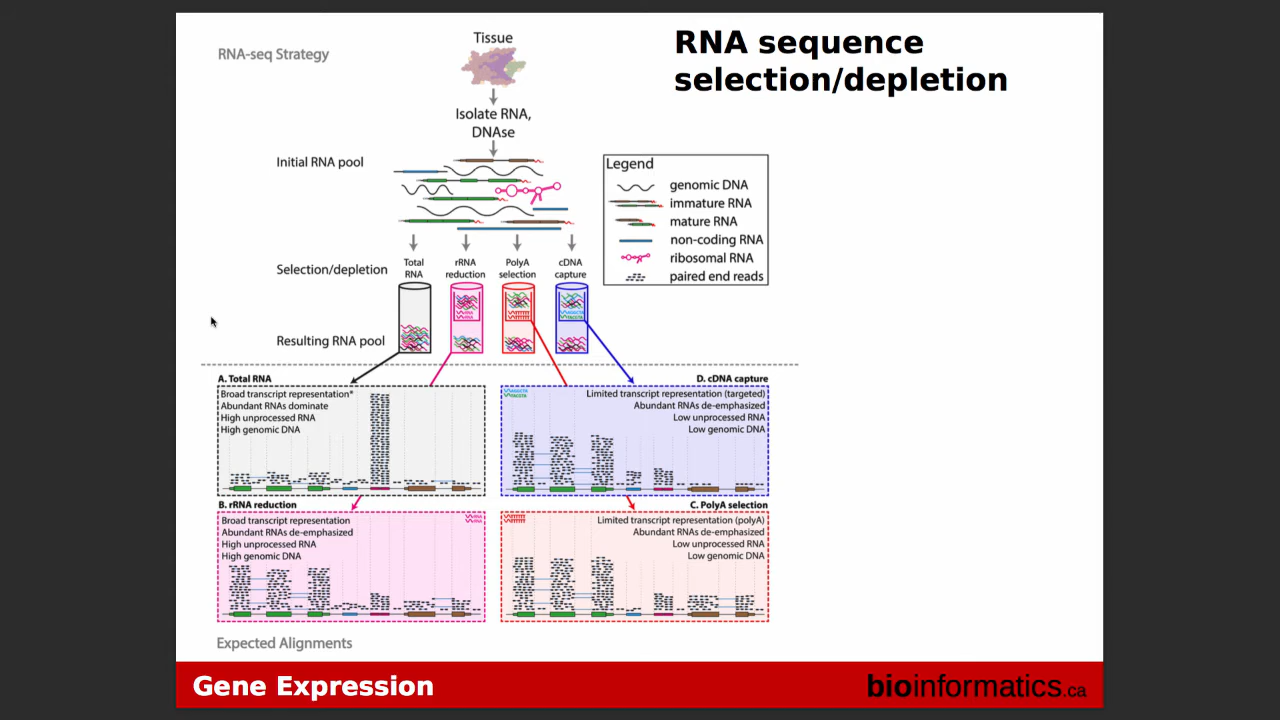 RNA-seq Strategy
RNA sequence
selection/depletion
Tissue
Isolate RNA,
DNAse
Initial RNA pool
Legend
genomic DNA
immature RNA
mature RNA
non-coding RNA
ribosomal RNA
paired end reads
Selection/depletion
Total
RNA
rRNA
reduction
PolyA
selection
cDNA
capture
Resulting RNA pool
A. Total RNA
Broad transcript representation*
Abundant RNAs dominate
High unprocessed RNA
High genomic DNA
D. cDNA capture
Limited transcript representation (targeted)
Abundant RNAs de-emphasized
Low unprocessed RNA
Low genomic DNA
B. rRNA reduction
Broad transcript representation
Abundant RNAs de-emphasized
High unprocessed RNA
High genomic DNA
C. PolyA selection
Limited transcript representation (polyA)
Abundant RNAs de-emphasized
Low unprocessed RNA
Low genomic DNA
Expected Alignments
Gene Expression
bioinformatics.ca